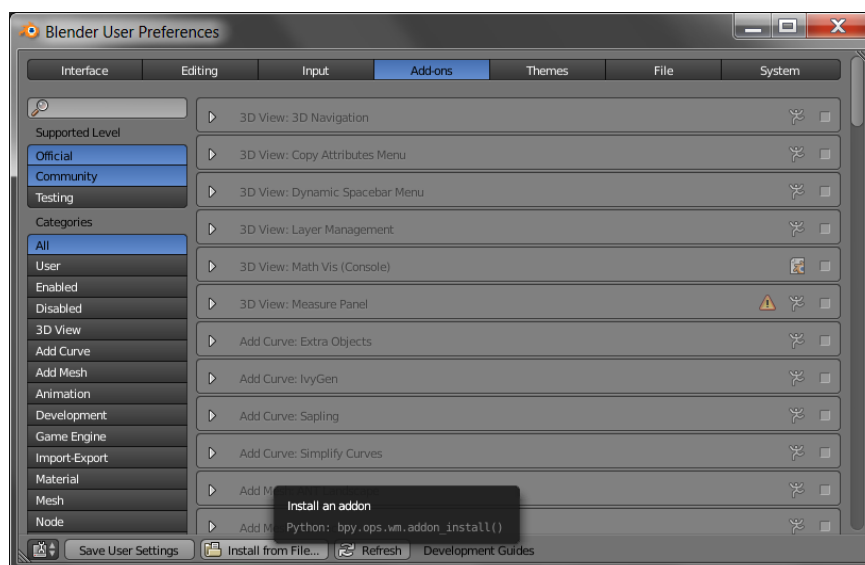 Blender User Preferences
Interface Editing Input Add-ons Themes File System
Supported Level
Official
Community
Testing
Categories
All
User
Enabled
Disabled
3D View
Add Curve
Add Mesh
Animation
Development
Game Engine
Import-Export
Material
Mesh
Node
3D View: 3D Navigation
3D View: Copy Attributes Menu
3D View: Dynamic Spacebar Menu
3D View: Layer Management
3D View: Math Vis (Console)
3D View: Measure Panel
Add Curve: Extra Objects
Add Curve: IvyGen
Add Curve: Sapling
Add Curve: Simplify Curves
Add
Add
Install an addon
Python: bpy.ops.wm.addon_install()
Save User Settings Install from File... Refresh Development Guides